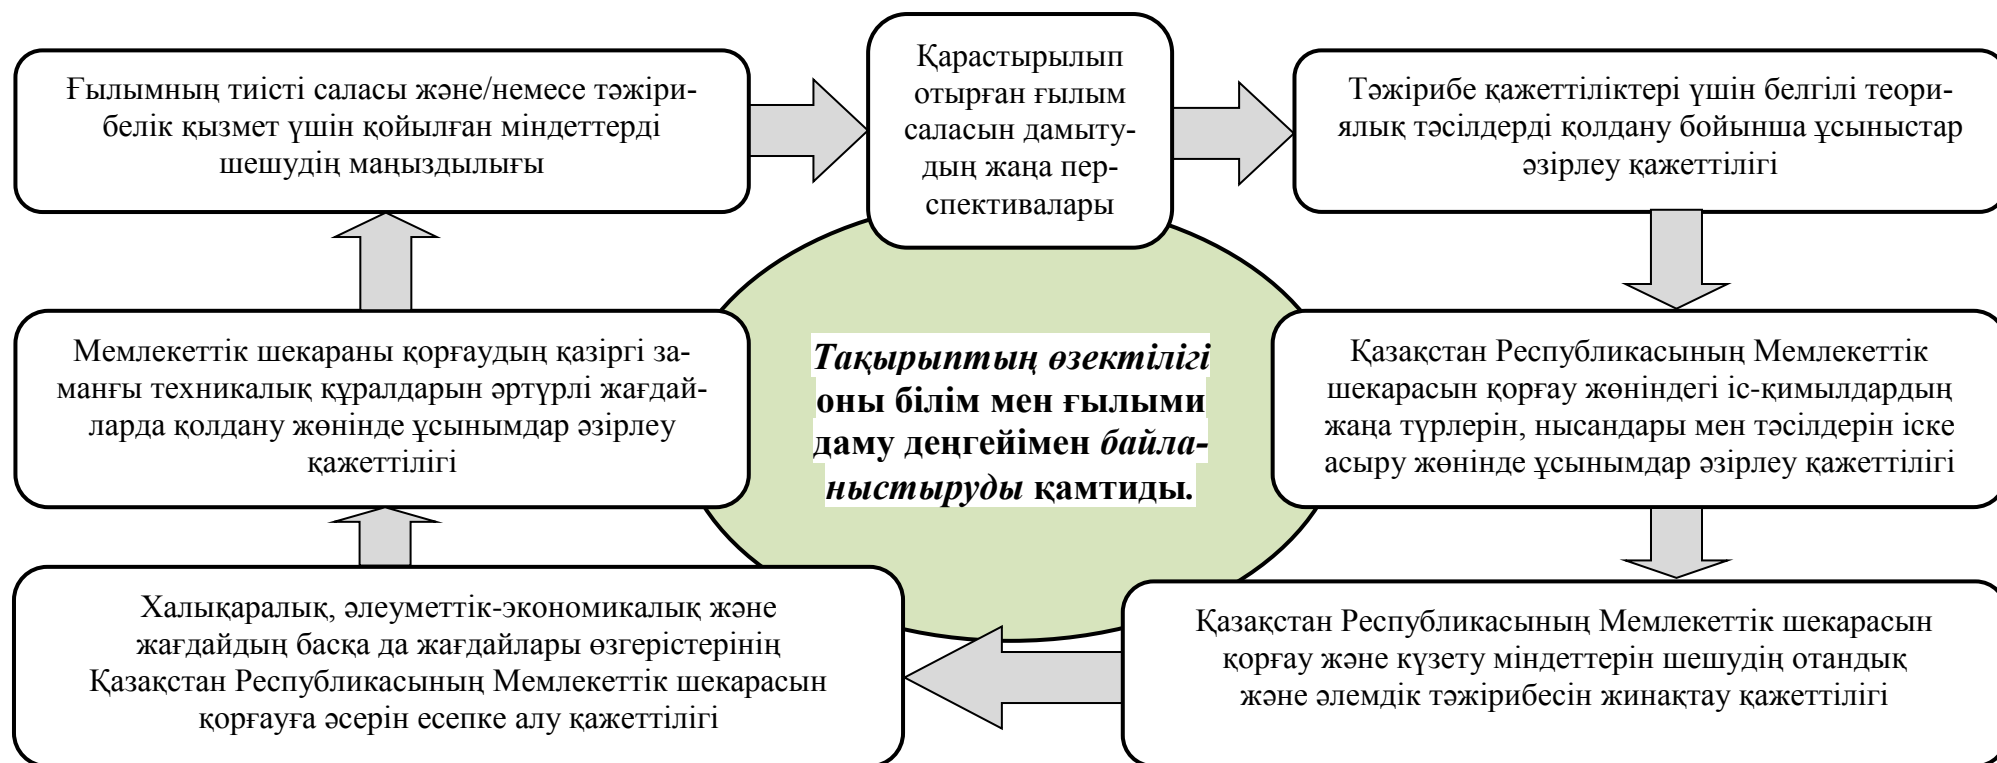 Ғылымның тиісті саласы және/немесе тәжіри-
белік қызмет үшін қойылған міндеттерді
шешудің маңыздылығы
Қарастырылып
отырған ғылым
саласын дамыту-
дың жаңа пер-
спективалары
Тәжірибе қажеттіліктері үшін белгілі теори-
ялық тәсілдерді қолдану бойынша ұсыныстар
әзірлеу қажеттілігі
Мемлекеттік шекараны қорғаудың қазіргі за-
манғы техникалық құралдарын әртүрлі жағдай-
ларда қолдану жөнінде ұсынымдар әзірлеу
қажеттілігі
Тақырыптың өзектілігі
оны білім мен ғылыми
даму деңгейімен байла-
ныстыруды қамтиды.
Қазақстан Республикасының Мемлекеттік
шекарасын қорғау жөніндегі іс-қимылдардың
жаңа түрлерін, нысандары мен тәсілдерін іске
асыру жөнінде ұсынымдар әзірлеу қажеттілігі
Халықаралық, әлеуметтік-экономикалық және
жағдайдың басқа да жағдайлары өзгерістерінің
Қазақстан Республикасының Мемлекеттік шекарасын
қорғауға әсерін есепке алу қажеттілігі
Қазақстан Республикасының Мемлекеттік шекарасын
қорғау және күзету міндеттерін шешудің отандық
және әлемдік тәжірибесін жинақтау қажеттілігі